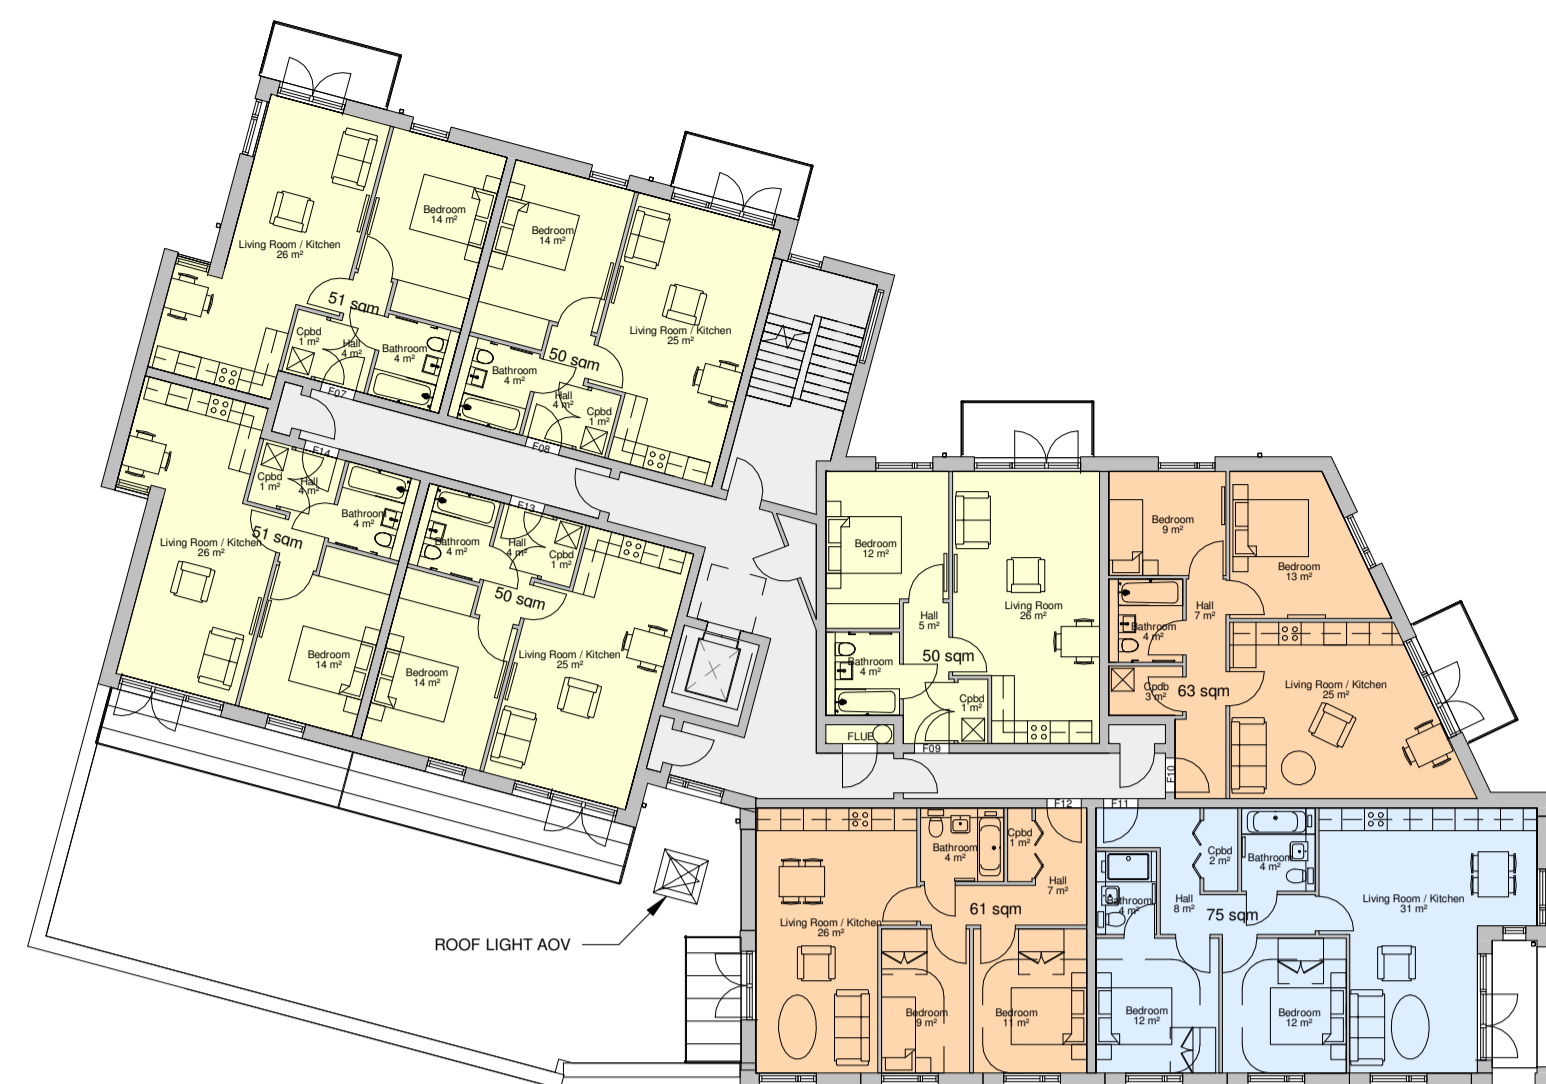 Living Room / Kitchen
26 m²
Bedroom
14 m²
51 sqm
Cpbd
1 m²
Hall
4 m²
Bathroom
4 m²
F07
Bedroom
14 m²
Living Room / Kitchen
25 m²
50 sqm
Bathroom
4 m²
Hall
4 m²
Cpbd
1 m²
F08
F14
Cpbd
1 m²
Hall
4 m²
Bathroom
4 m²
51 sqm
Living Room / Kitchen
26 m²
Bedroom
14 m²
F13
Bathroom
4 m²
Hall
4 m²
Cpbd
1 m²
50 sqm
Bedroom
14 m²
Living Room / Kitchen
25 m²
Bedroom
12 m²
Hall
5 m²
Living Room
26 m²
Bathroom
4 m²
50 sqm
Cpbd
1 m²
FLUE
F09
Bedroom
9 m²
Bedroom
13 m²
Hall
7 m²
Bathroom
4 m²
Cpdb
3 m²
63 sqm
Living Room / Kitchen
25 m²
F10
F12
Cpbd
1 m²
Bathroom
4 m²
Hall
7 m²
61 sqm
Living Room / Kitchen
26 m²
Bedroom
9 m²
Bedroom
11 m²
F11
Cpbd
2 m²
Bathroom
4 m²
Bathroom
4 m²
Hall
8 m²
75 sqm
Living Room / Kitchen
31 m²
Bedroom
12 m²
Bedroom
12 m²
ROOF LIGHT AOV